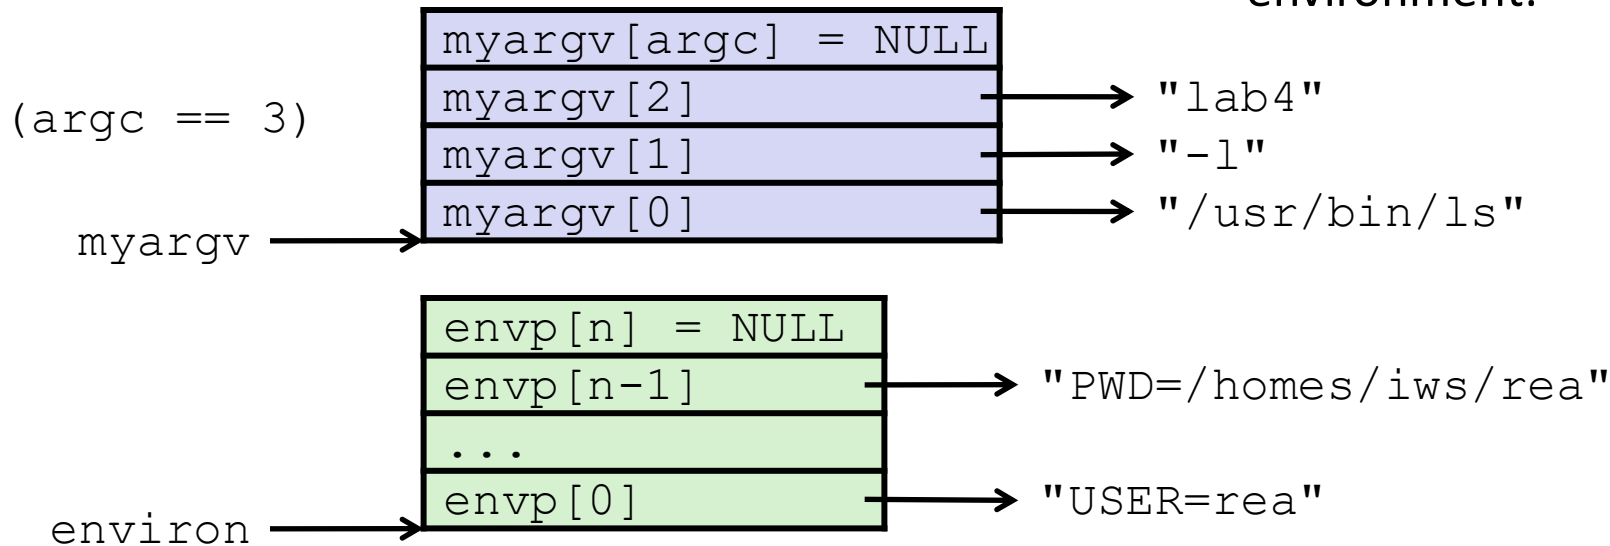 environment:
myargv[argc] = NULL
myargv[2]
"lab4"
(argc == 3)
myargv[1]
"-l"
myargv[0]
"/usr/bin/ls"
myargv
envp[n] = NULL
envp[n-1]
"PWD=/homes/iws/rea"
...
envp[0]
"USER=rea"
environ